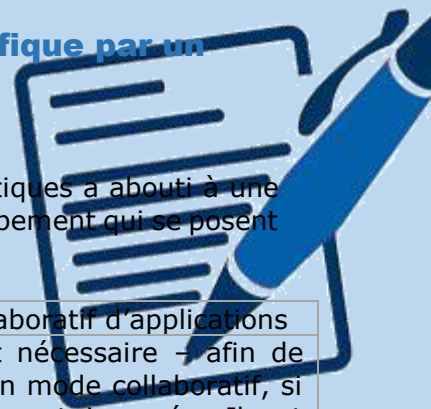 fique par un
tiques a abouti à une
pement qui se posent
aboratif d’applications
t nécessaire – afin de
n mode collaboratif, si